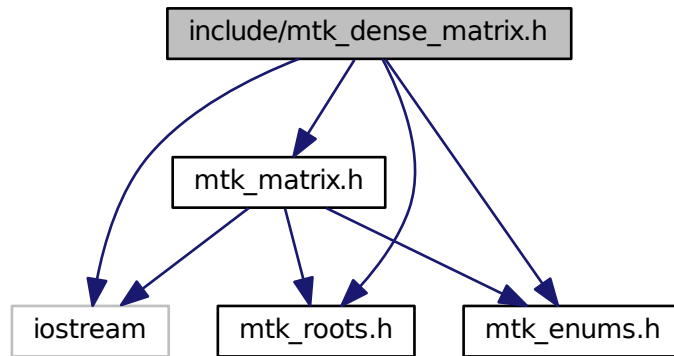 include/mtk_dense_matrix.h
mtk_matrix.h
iostream
mtk_roots.h
mtk_enums.h